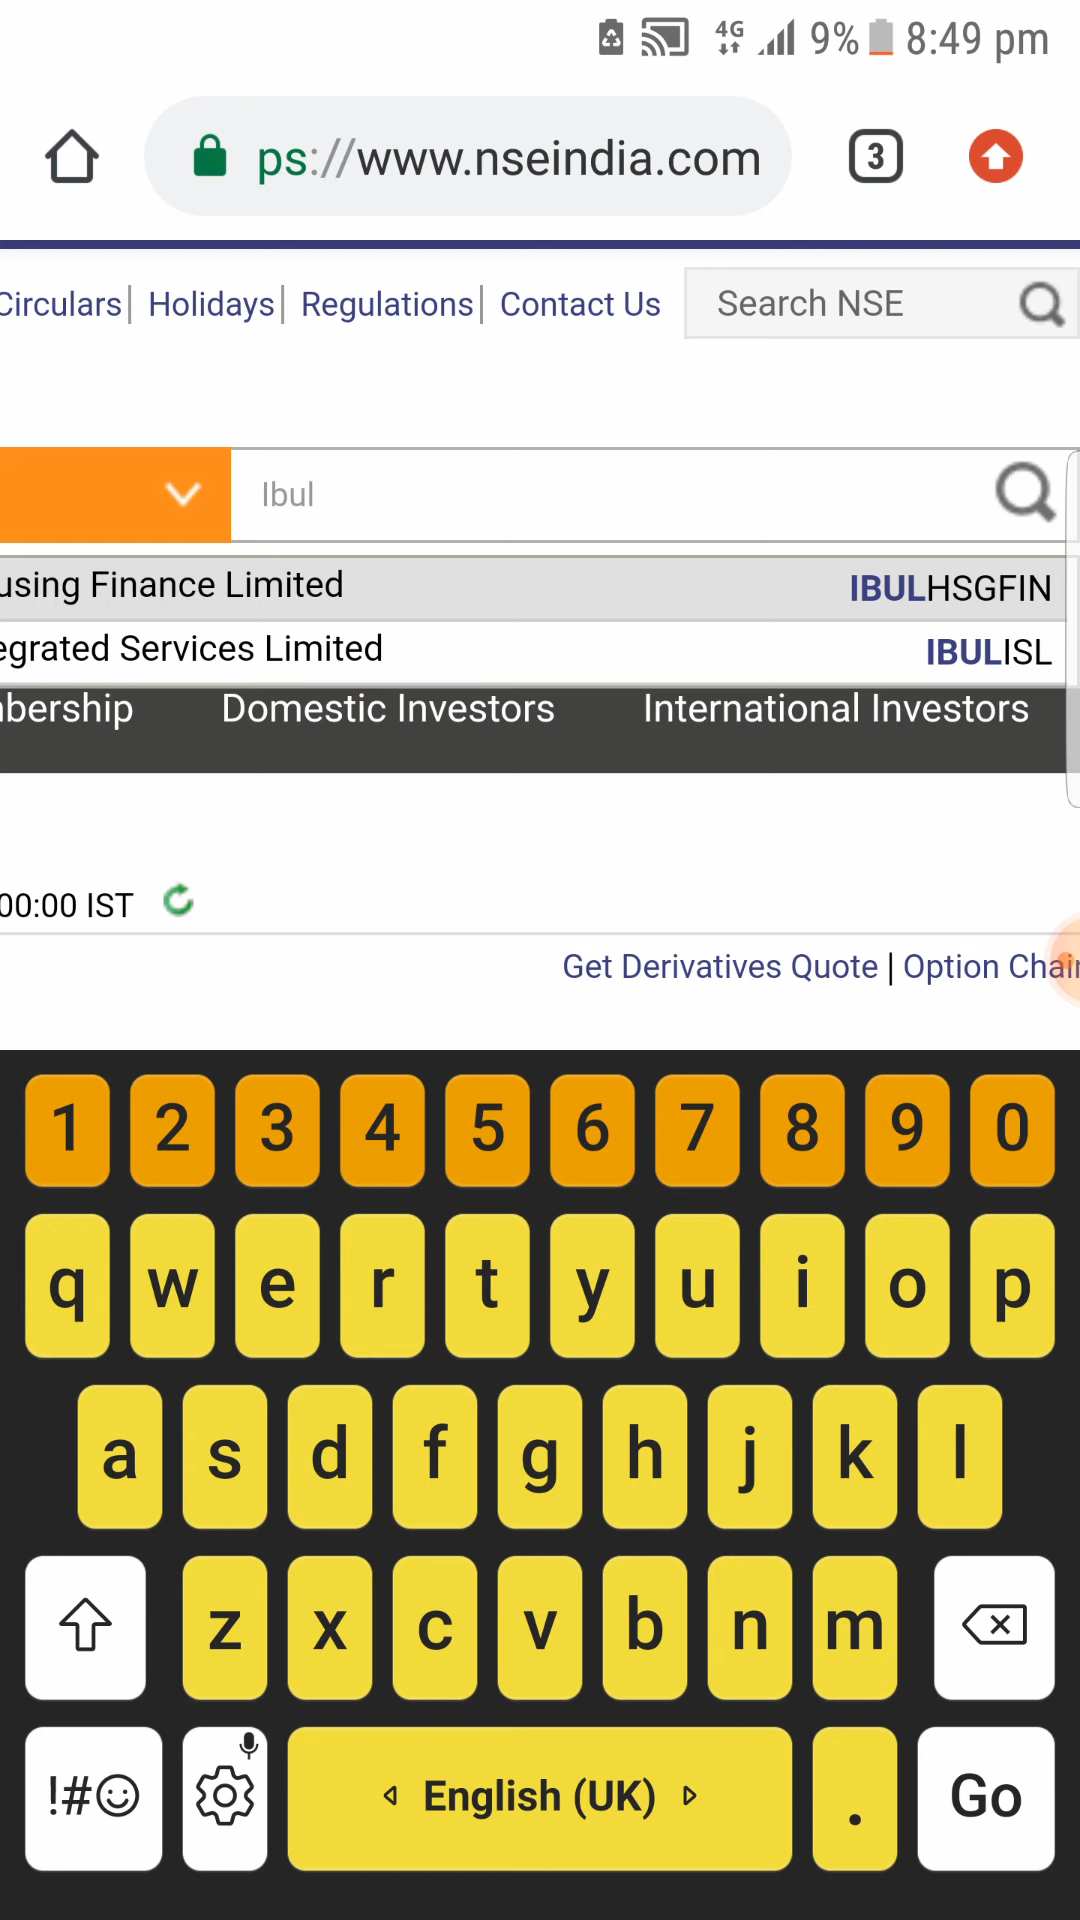 4G 9% 8:49 pm
ps://www.nseindia.com 3
Circulars | Holidays | Regulations | Contact Us Search NSE
Ibul
using Finance Limited IBULHSGFIN
egrated Services Limited IBULISL
bership Domestic Investors International Investors
00:00 IST
Get Derivatives Quote | Option Chain
1 2 3 4 5 6 7 8 9 0
q w e r t y u i o p
a s d f g h j k l
z x c v b n m
!#☺ English (UK) . Go